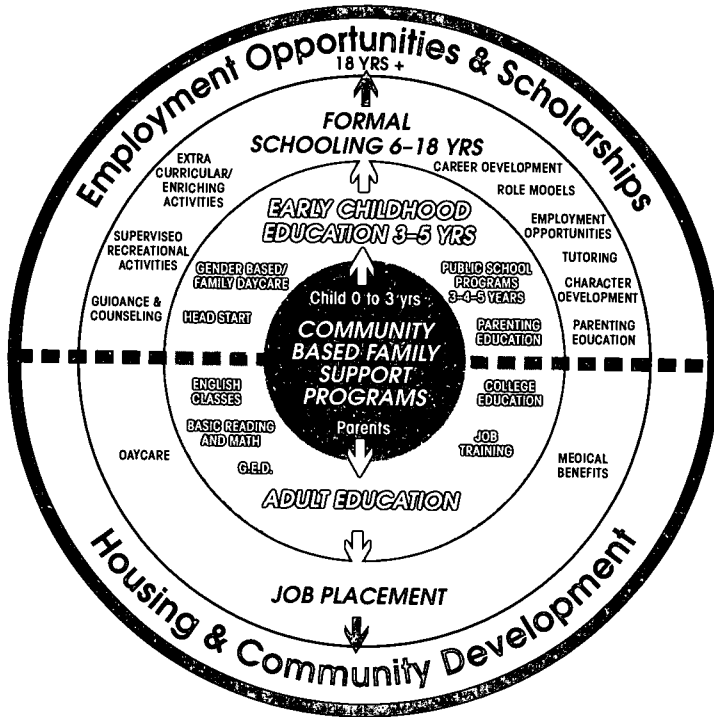 Employment Opportunities & Scholarships
18 YRS +
FORMAL
SCHOOLING 6–18 YRS
EXTRA
CURRICULAR/
ENRICHING
ACTIVITIES
CAREER DEVELOPMENT
ROLE MOOELS
EARLY CHILDHOOD
EDUCATION 3–5 YRS
EMPLOYMENT
OPPORTUNITIES
SUPERVISEO
RECREATIONAL
ACTIVITIES
TUTORING
GENDER BASED/
FAMILY DAYCARE
PUBLIC SCHOOL
PROGRAMS
3–4–5 YEARS
CHARACTER
DEVELOPMENT
GUIDANCE &
COUNSELING
HEAD START
Child 0 to 3 yrs
PARENTING
EDUCATION
PARENTING
EOUCATION
COMMUNITY
BASED FAMILY
SUPPORT
PROGRAMS
Parents
ENGLISH
CLASSES
COLLEGE
EDUCATION
BASIC READING
AND MATH
JOB
TRAINING
OAYCARE
G.E.D.
MEDICAL
BENEFITS
ADULT EDUCATION
JOB PLACEMENT
Housing & Community Development